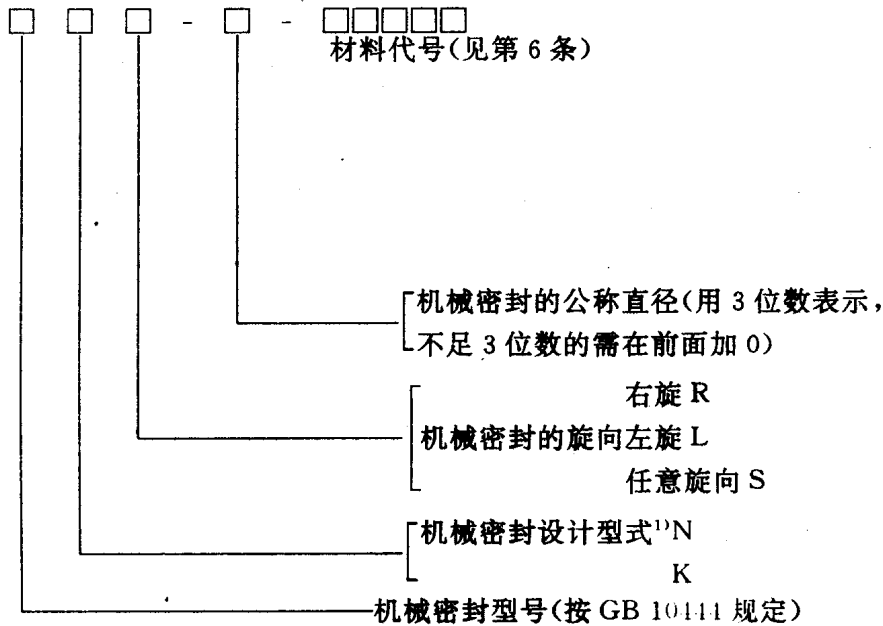 □ □ □ - □ - □□□□□
材料代号(见第 6 条)
机械密封的公称直径(用 3 位数表示,
不足 3 位数的需在前面加 0)
右旋 R
机械密封的旋向左旋 L
任意旋向 S
机械密封设计型式¹⁾N
K
机械密封型号(按 GB 10444 规定)